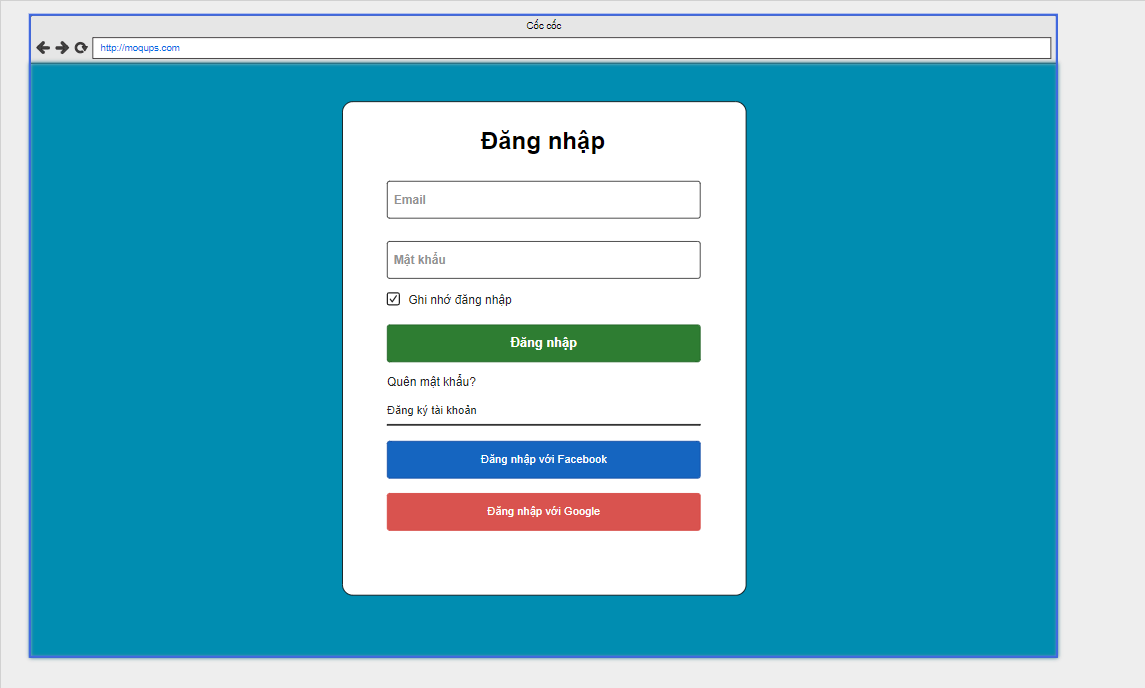 Cốc cốc
http://moqups.com
Đăng nhập
Email
Mật khẩu
Ghi nhớ đăng nhập
Đăng nhập
Quên mật khẩu?
Đăng ký tài khoản
Đăng nhập với Facebook
Đăng nhập với Google